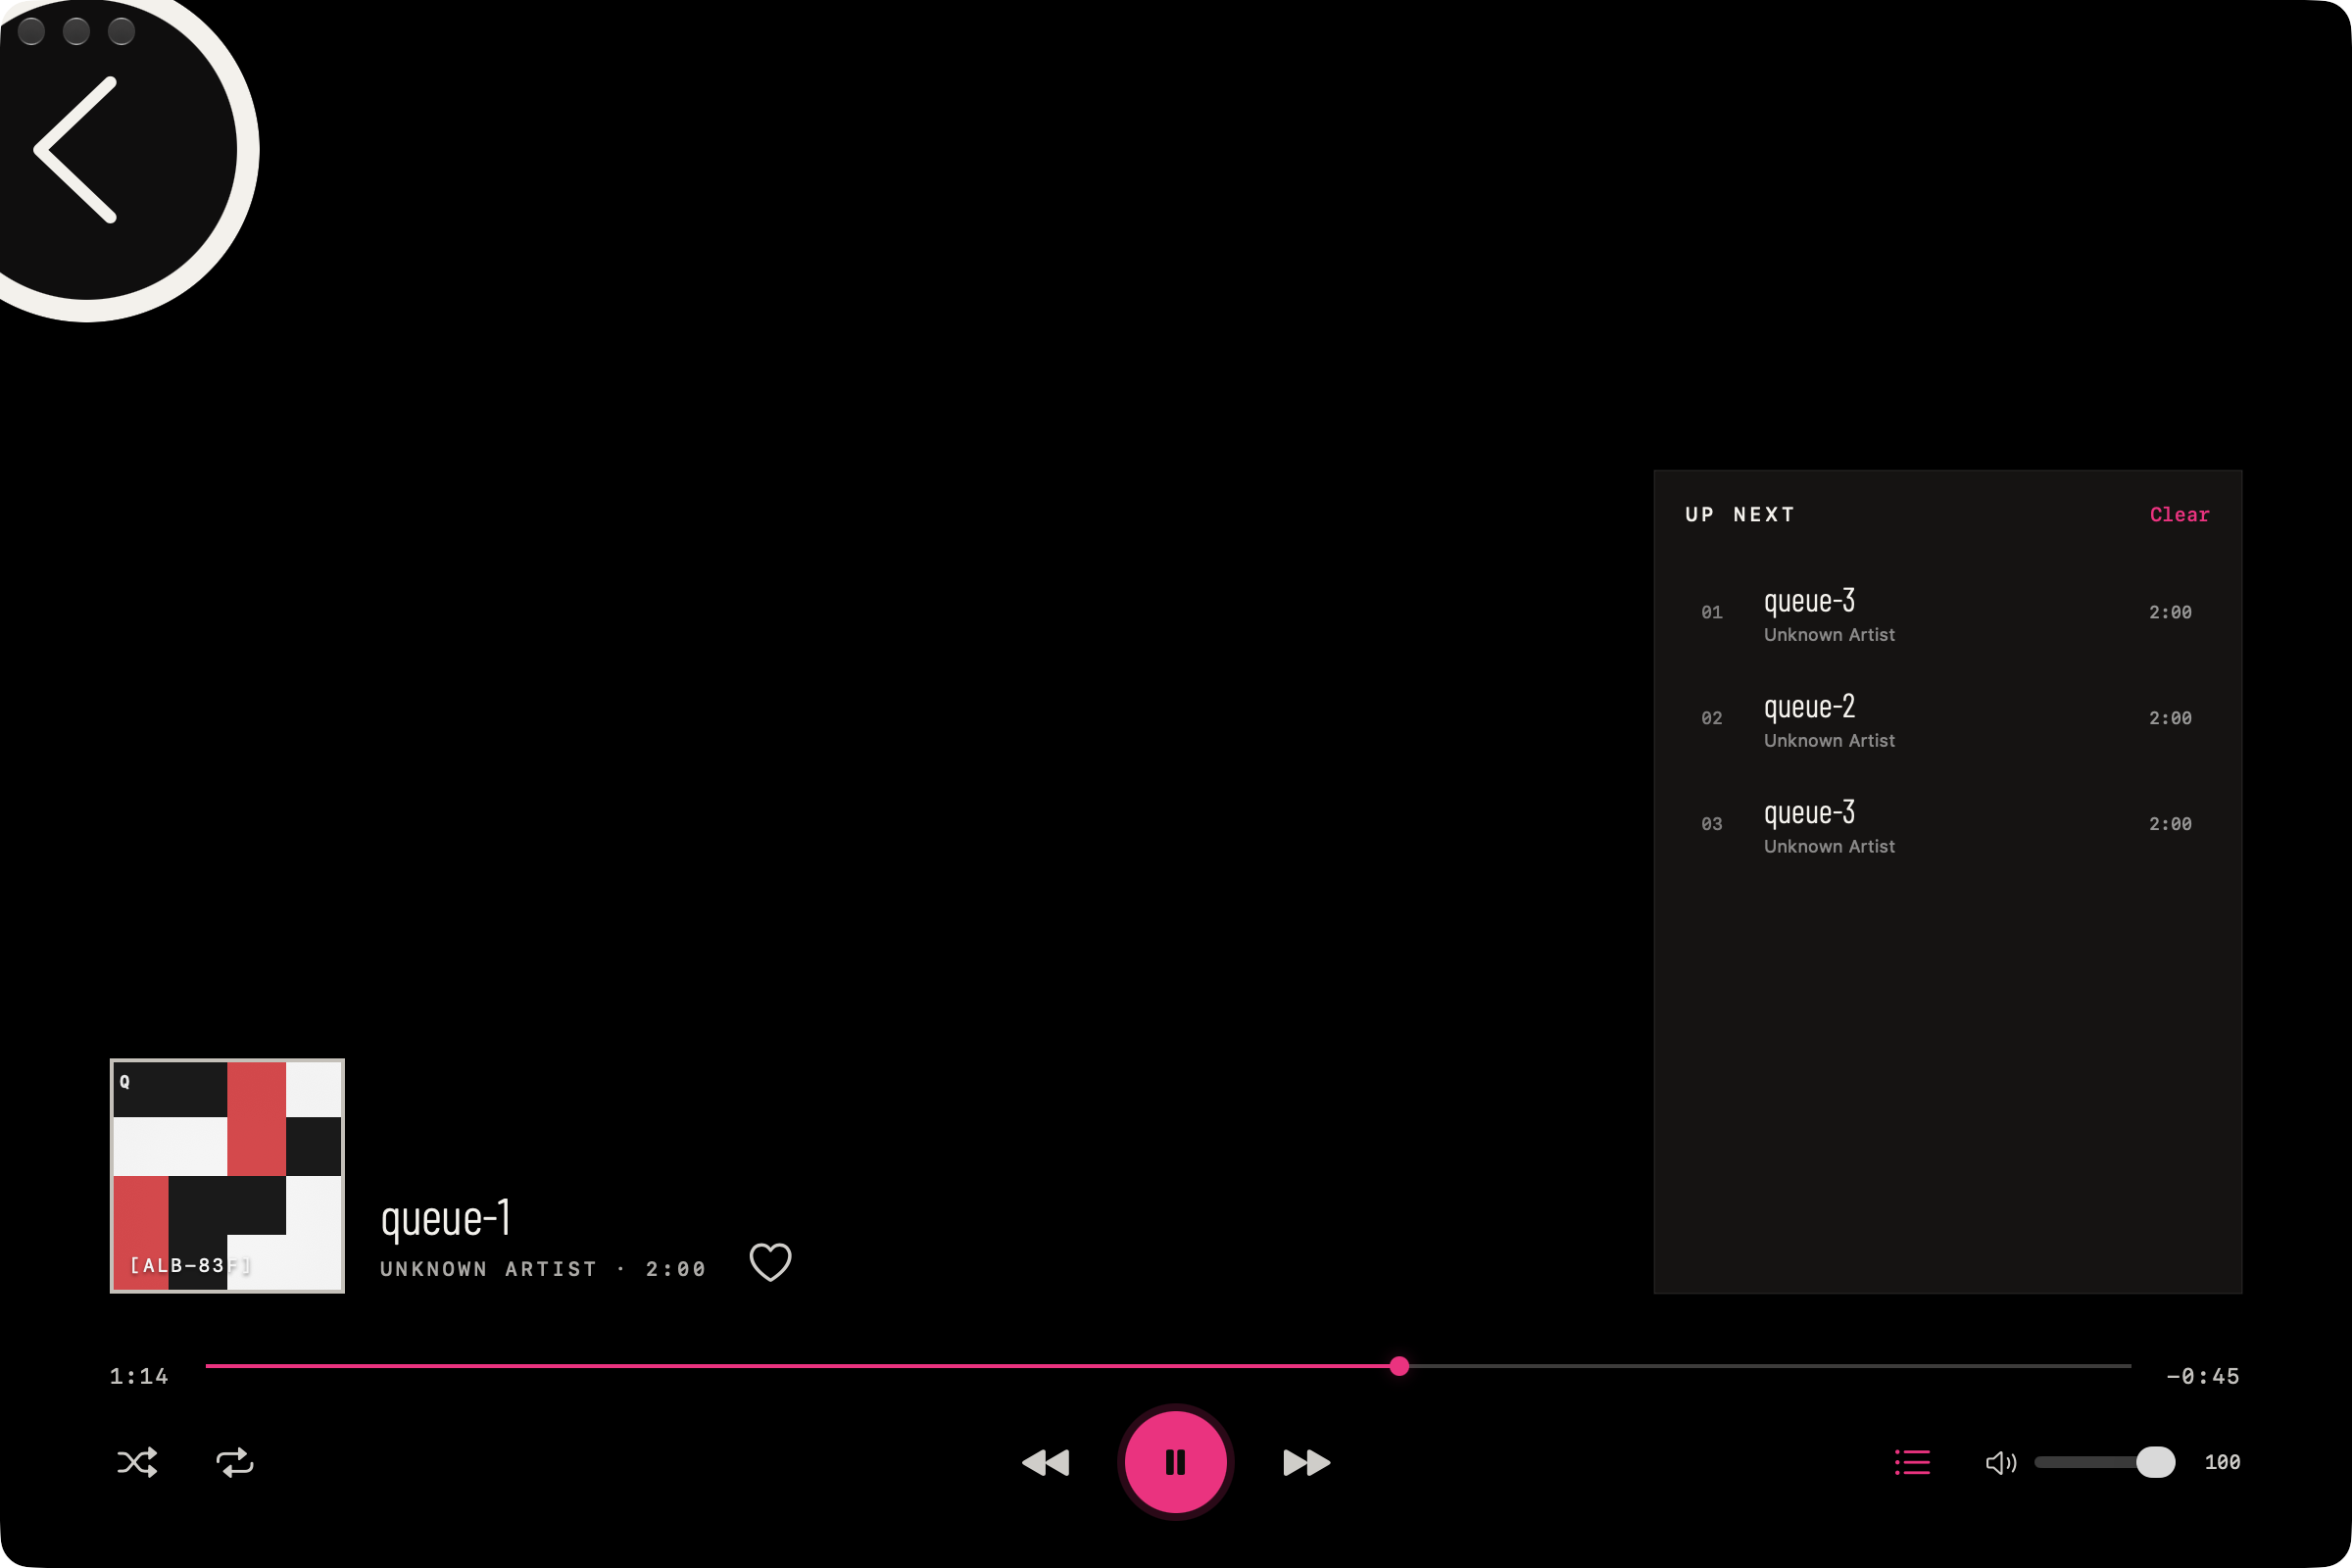 UP NEXT
Clear
01
queue-3
Unknown Artist
2:00
02
queue-2
Unknown Artist
2:00
03
queue-3
Unknown Artist
2:00
Q
[ALB-83F]
queue-1
UNKNOWN ARTIST · 2:00
1:14
-0:45
100